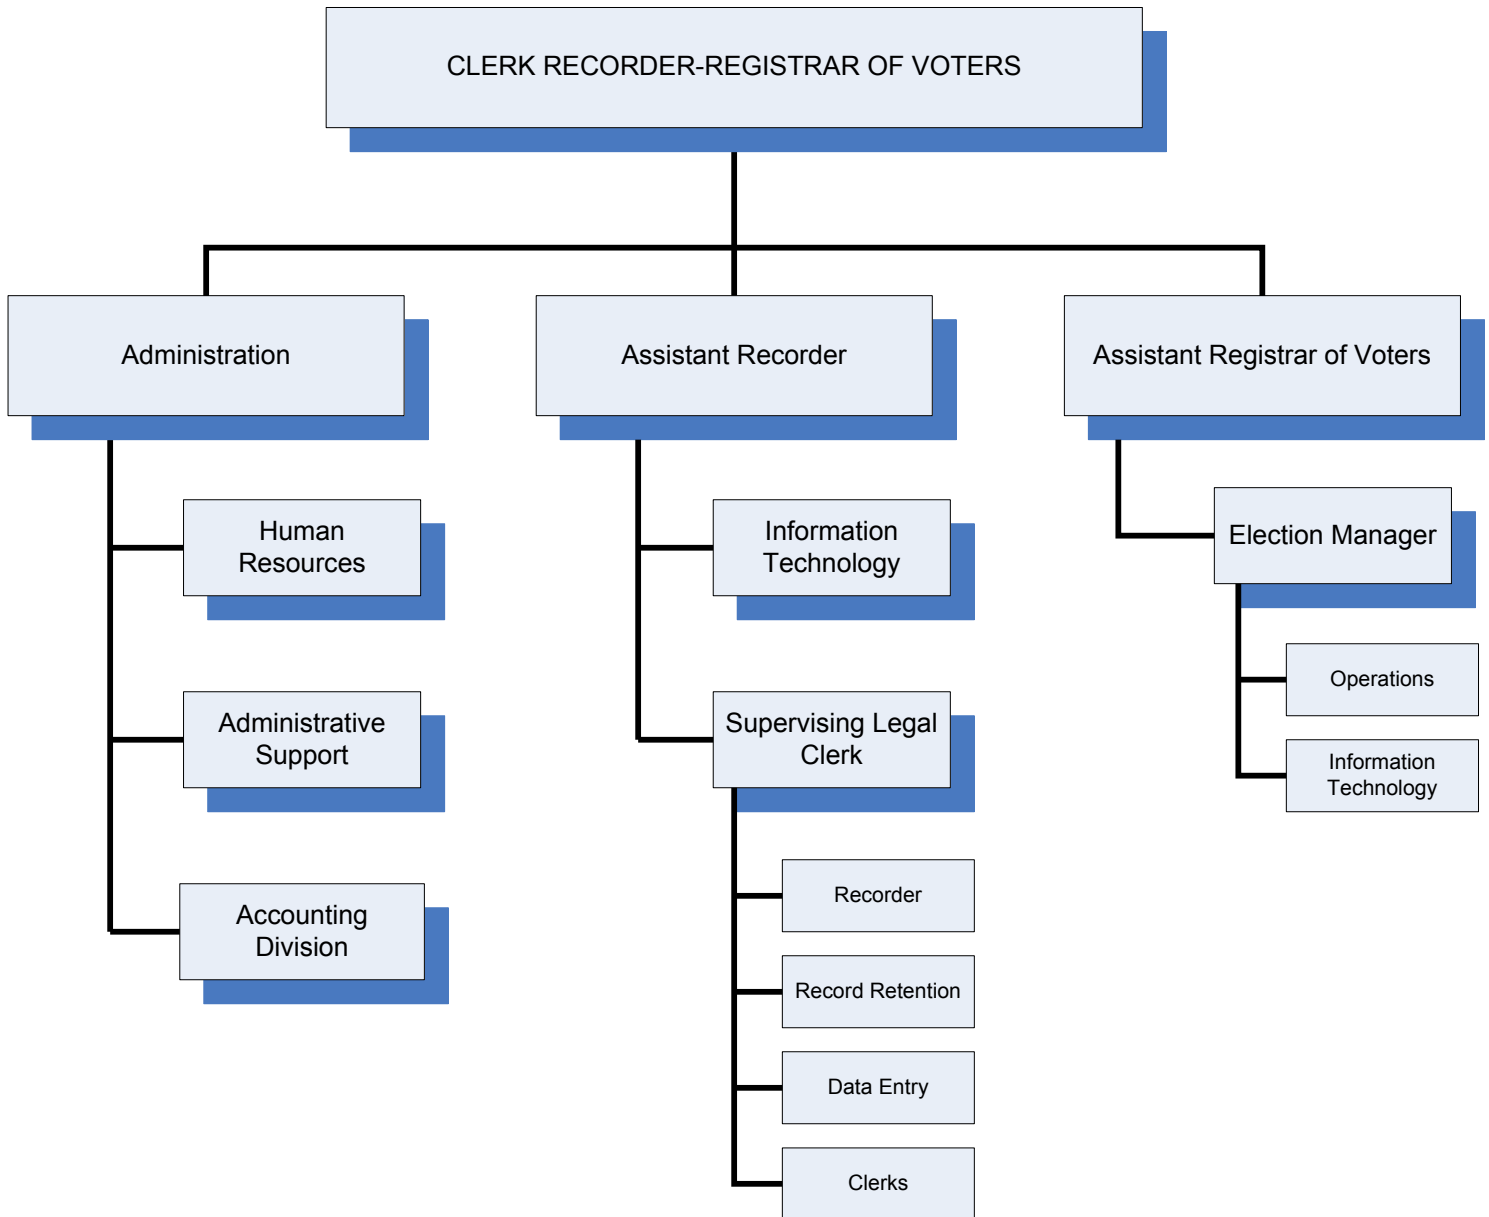 CLERK RECORDER-REGISTRAR OF VOTERS
Administration
Assistant Recorder
Assistant Registrar of Voters
Human
Resources
Administrative
Support
Accounting
Division
Information
Technology
Supervising Legal
Clerk
Recorder
Record Retention
Data Entry
Clerks
Election Manager
Operations
Information
Technology